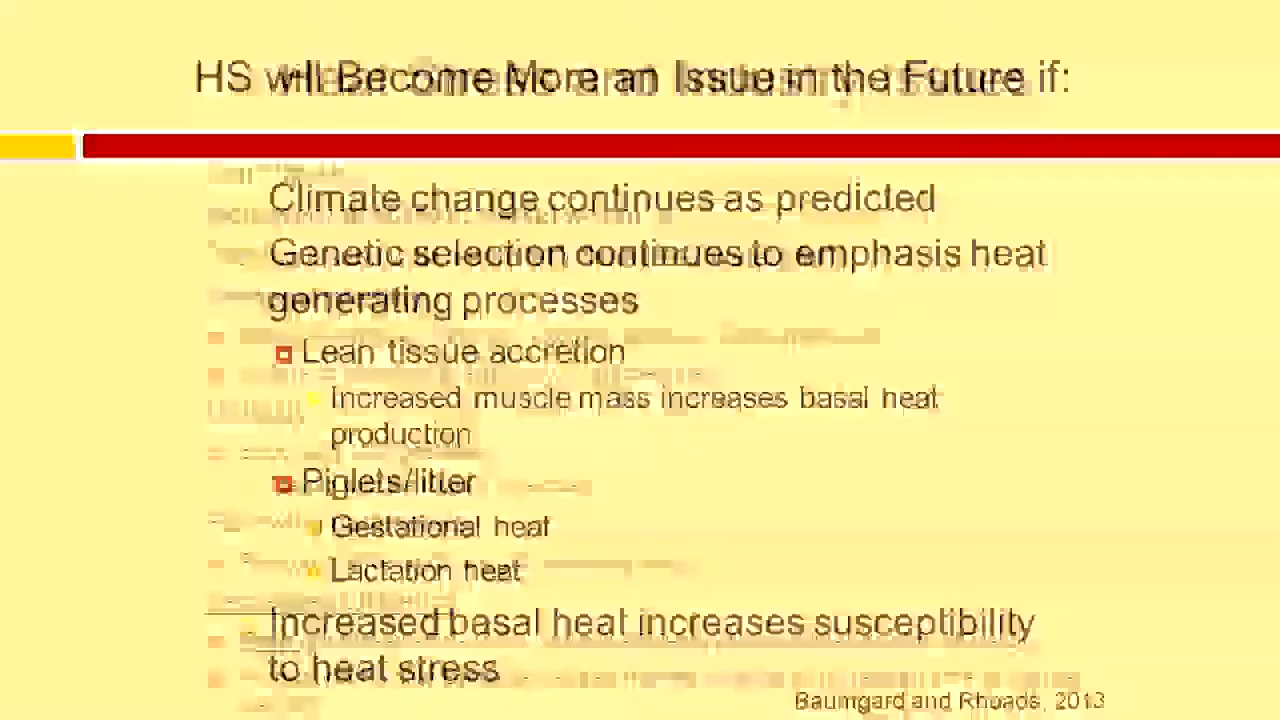 HS will Become More an Issue in the Future if:
Climate change continues as predicted
Genetic selection continues to emphasis heat
generating processes
Lean tissue accretion
Increased muscle mass increases basal heat
production
Piglets/litter
Gestational heat
Lactation heat
Increased basal heat increases susceptibility
to heat stress
Baumgard and Rhoads, 2013